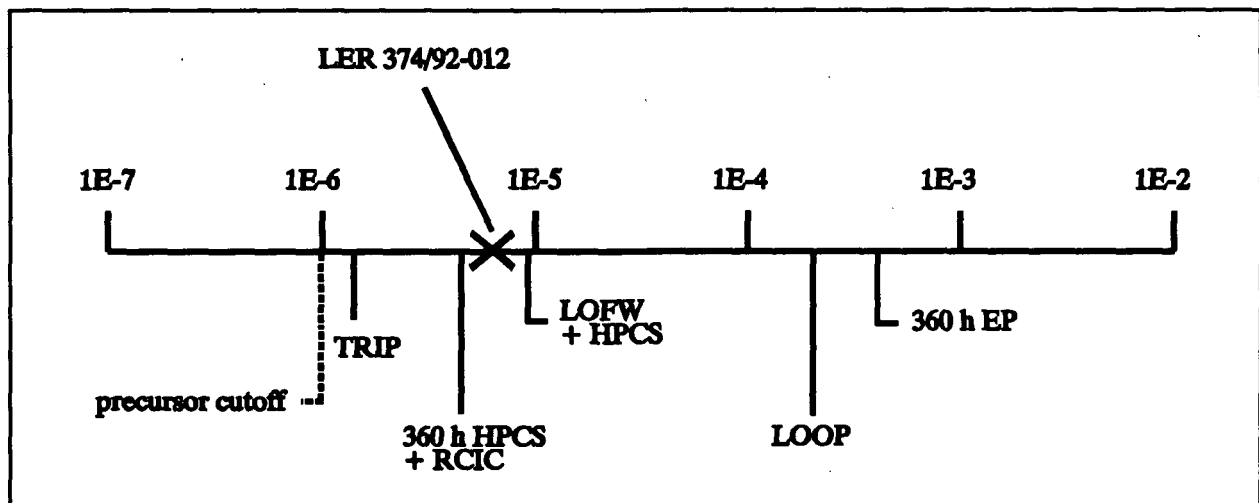 LER 374/92-012
1E-7 1E-6 1E-5 1E-4 1E-3 1E-2
LOFW
+ HPCS
360 h EP
TRIP
precursor cutoff
360 h HPCS
+ RCIC
LOOP